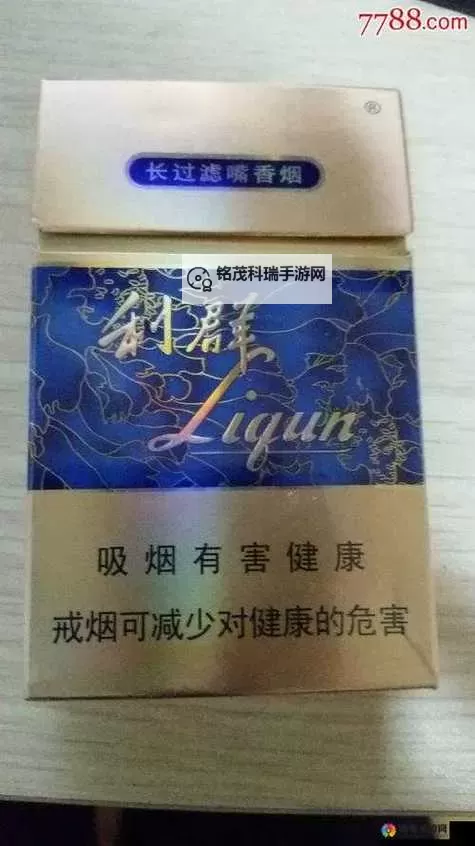 7788.com
®
长过滤嘴香烟
铭茂科瑞手游网
利群
Liqun
吸烟有害健康
戒烟可减少对健康的危害